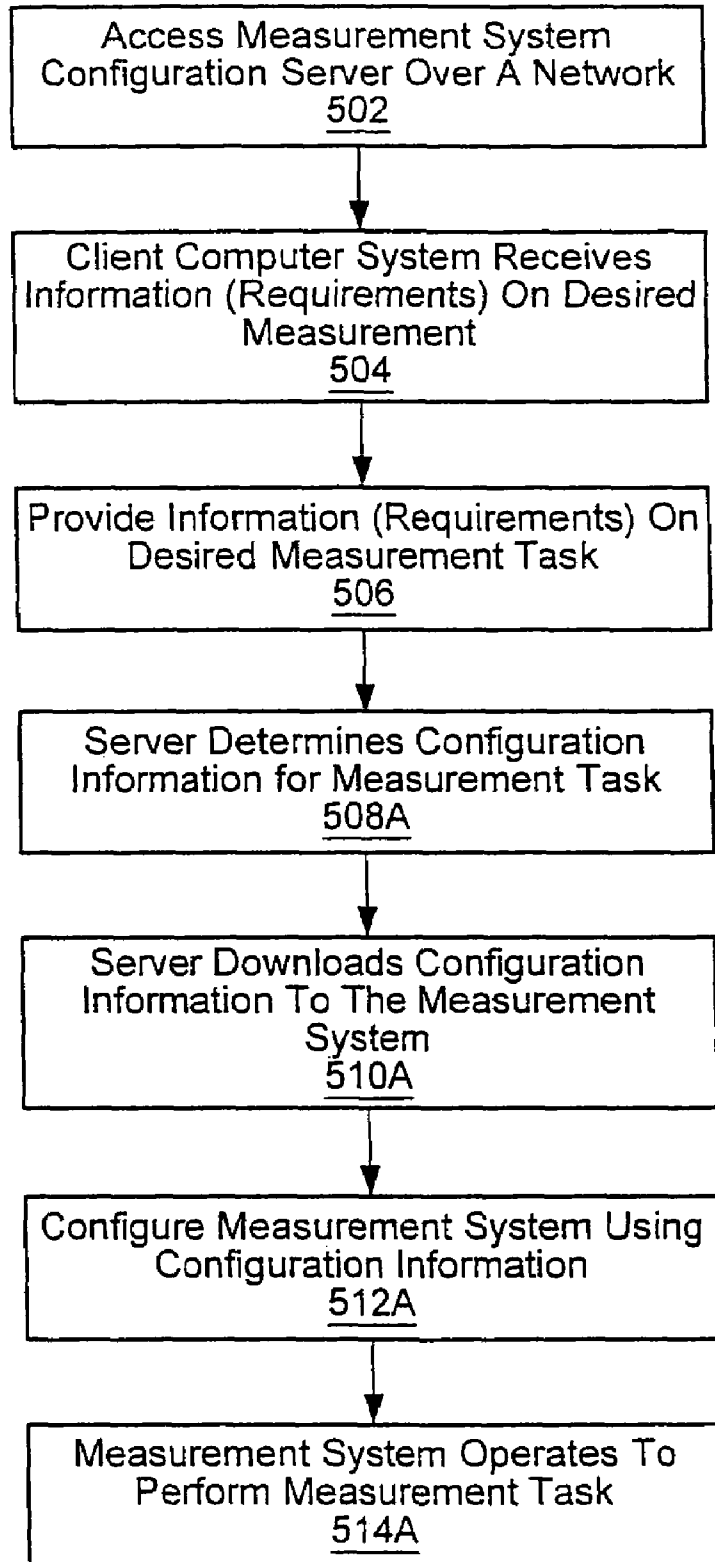 Access Measurement System
Configuration Server Over A Network
502
Client Computer System Receives
Information (Requirements) On Desired
Measurement
504
Provide Information (Requirements) On
Desired Measurement Task
506
Server Determines Configuration
Information for Measurement Task
508A
Server Downloads Configuration
Information To The Measurement
System
510A
Configure Measurement System Using
Configuration Information
512A
Measurement System Operates To
Perform Measurement Task
514A